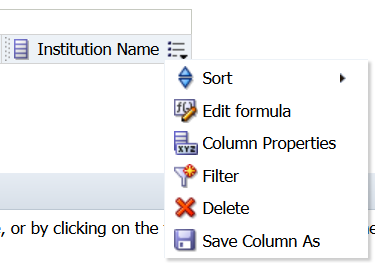 Institution Name
Sort
Edit formula
Column Properties
Filter
Delete
Save Column As
, or by clicking on the